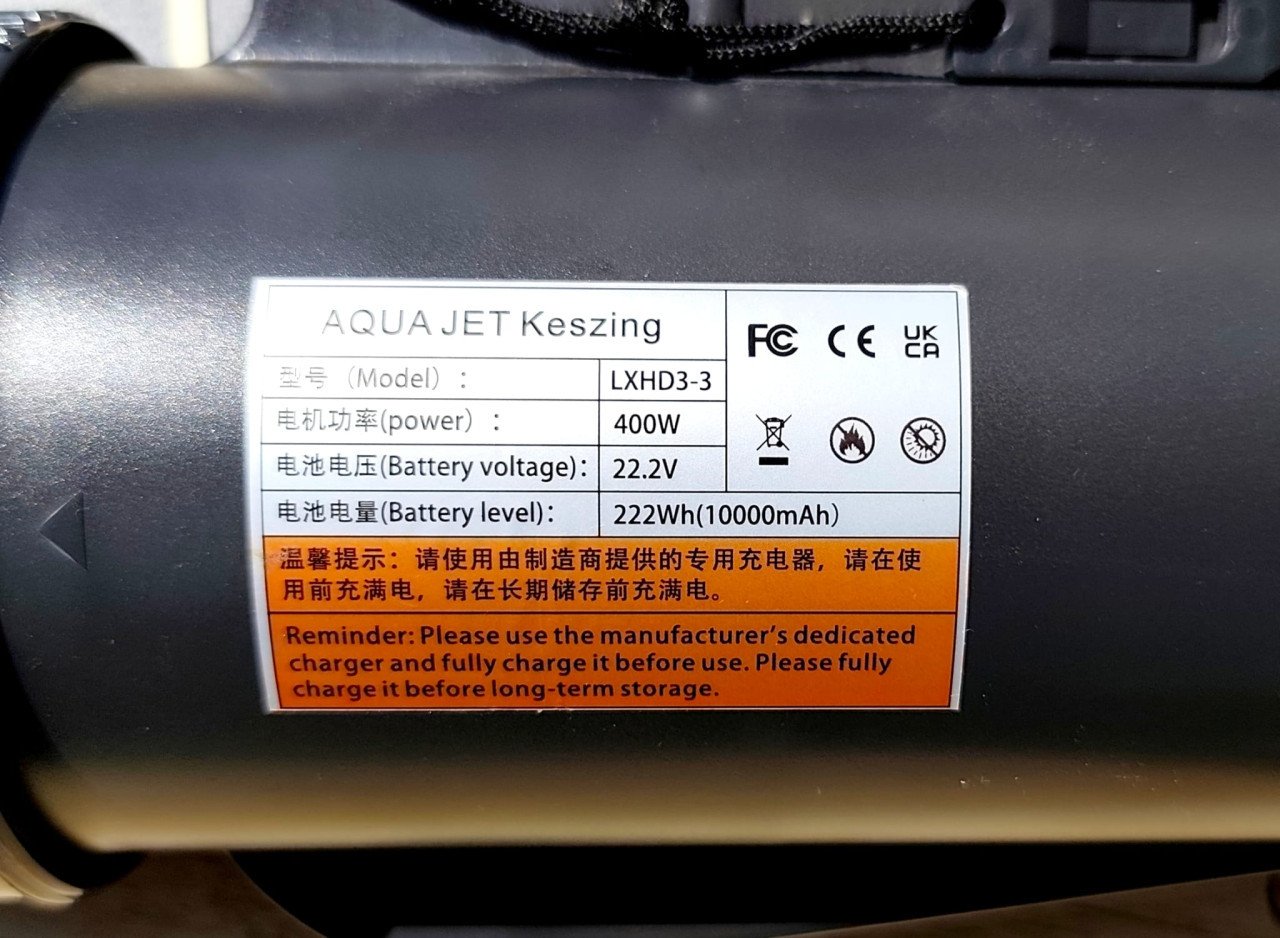 AQUA JET Keszing
FC CE UK
CA
型号（Model）：
LXHD3-3
电机功率(power）：
400W
电池电压(Battery voltage)：
22.2V
电池电量(Battery level)：
222Wh(10000mAh）
温馨提示：请使用由制造商提供的专用充电器，请在使
用前充满电，请在长期储存前充满电。
Reminder: Please use the manufacturer's dedicated
charger and fully charge it before use. Please fully
charge it before long-term storage.